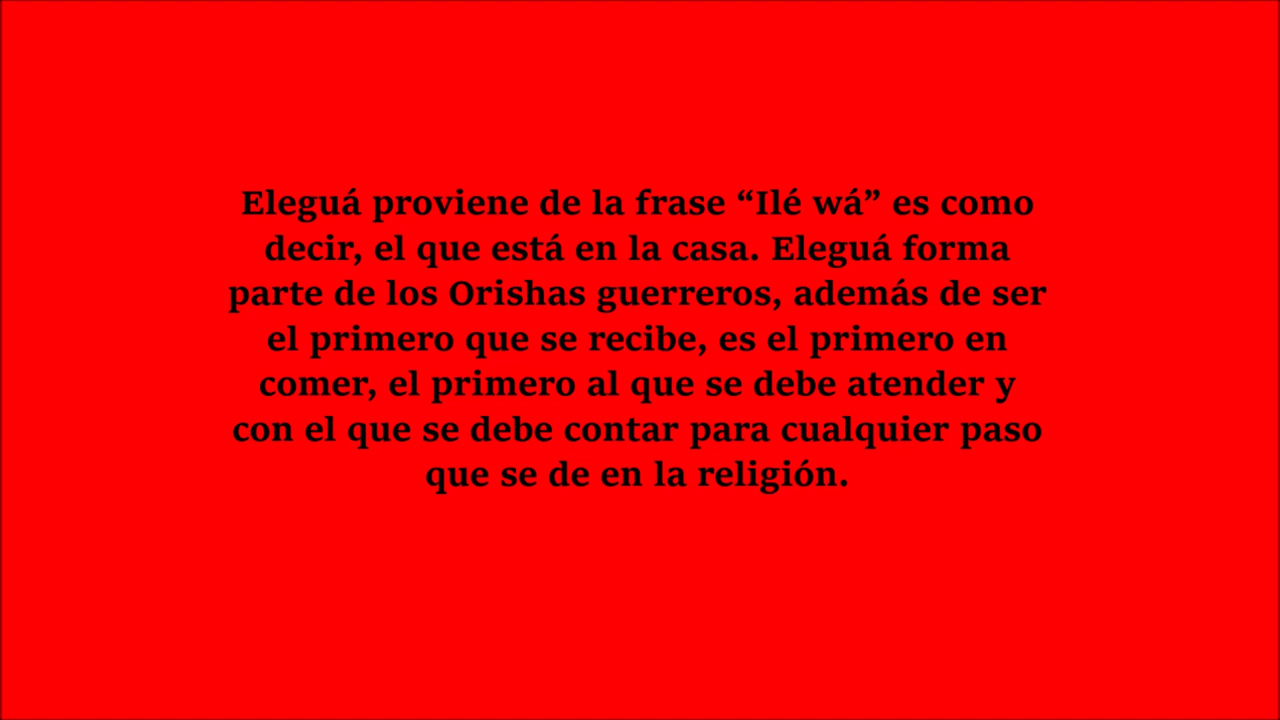 Eleguá proviene de la frase “Ilé wá” es como
decir, el que está en la casa. Eleguá forma
parte de los Orishas guerreros, además de ser
el primero que se recibe, es el primero en
comer, el primero al que se debe atender y
con el que se debe contar para cualquier paso
que se de en la religión.